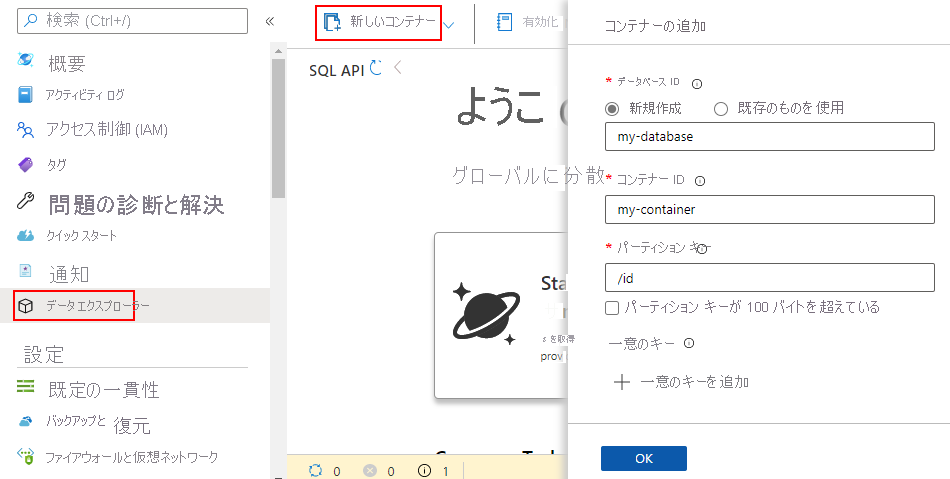 検索 (Ctrl+/)
概要
アクティビティ ログ
アクセス制御 (IAM)
タグ
問題の診断と解決
クイック スタート
通知
データ エクスプローラー
設定
既定の一貫性
バックアップと 復元
ファイアウォールと仮想ネットワーク
新しいコンテナー
有効化
SQL API
ようこ
グローバルに分散
Sta
を取得
provi
0
0
1
コンテナーの追加
* データベース ID
新規作成
既存のものを使用
my-database
* コンテナー ID
my-container
* パーティション キー
/id
パーティション キーが 100 バイトを超えている
一意のキー
一意のキーを追加
OK